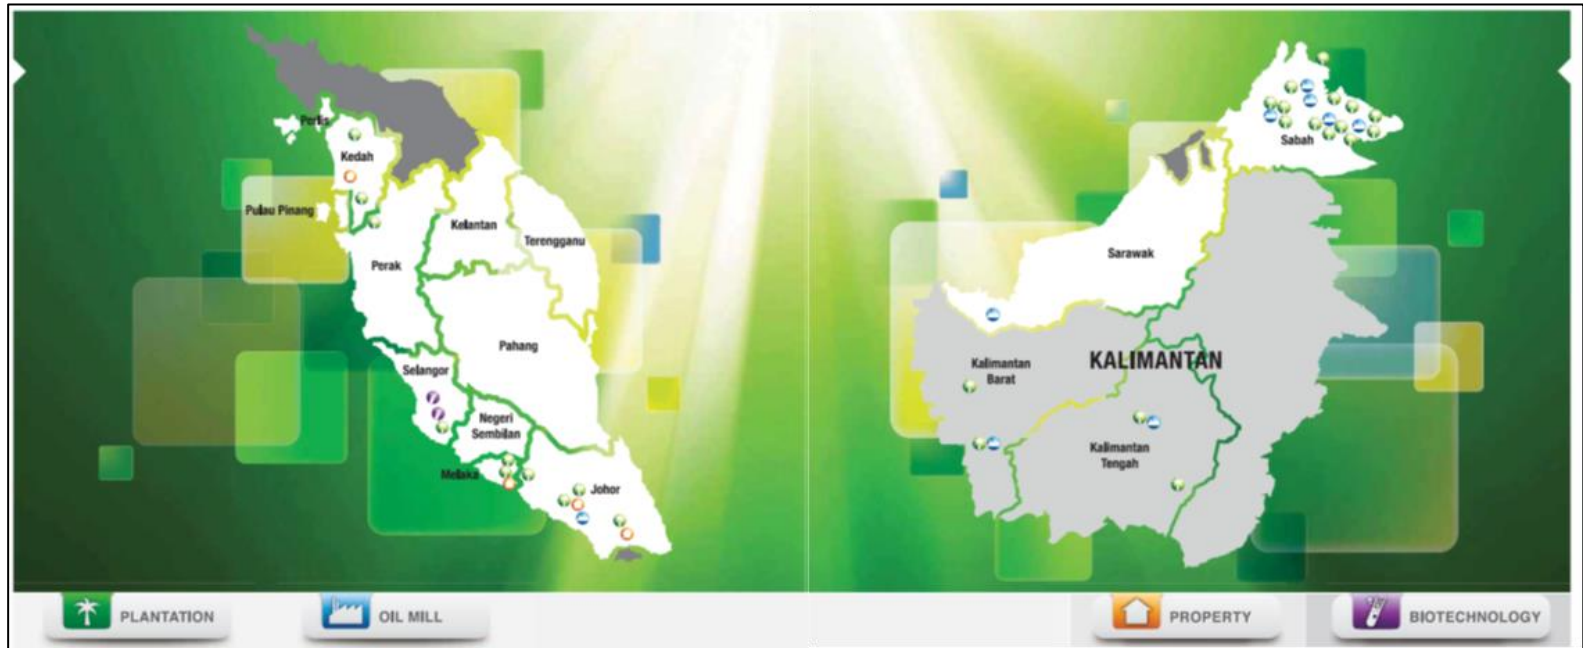 Perlis
Kedah
Pulau Pinang
Kelantan
Terengganu
Perak
Pahang
Selangor
Negeri
Sembilan
Melaka
Johor
Sabah
Sarawak
Kalimantan
Barat
KALIMANTAN
Kalimantan
Tengah
PLANTATION
OIL MILL
PROPERTY
BIOTECHNOLOGY